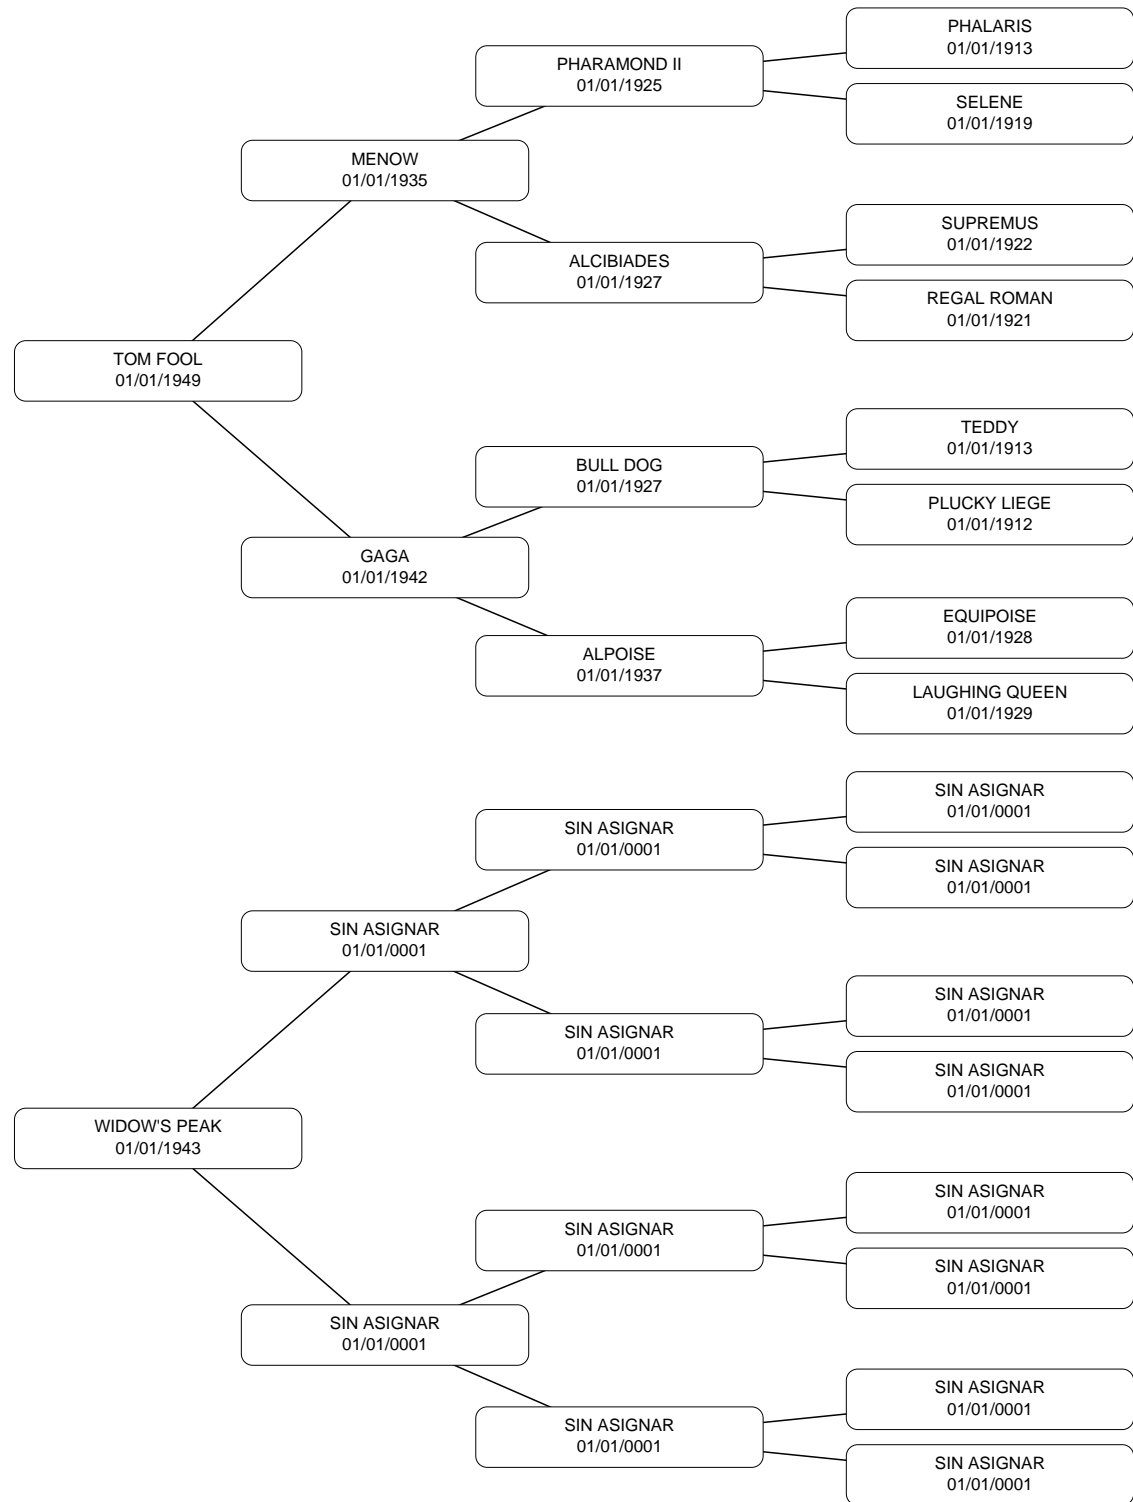 PHALARIS
01/01/1913
PHARAMOND II
01/01/1925
SELENE
01/01/1919
MENOW
01/01/1935
SUPREMUS
01/01/1922
ALCIBIADES
01/01/1927
REGAL ROMAN
01/01/1921
TOM FOOL
01/01/1949
TEDDY
01/01/1913
BULL DOG
01/01/1927
PLUCKY LIEGE
01/01/1912
GAGA
01/01/1942
EQUIPOISE
01/01/1928
ALPOISE
01/01/1937
LAUGHING QUEEN
01/01/1929
SIN ASIGNAR
01/01/0001
SIN ASIGNAR
01/01/0001
SIN ASIGNAR
01/01/0001
SIN ASIGNAR
01/01/0001
SIN ASIGNAR
01/01/0001
SIN ASIGNAR
01/01/0001
SIN ASIGNAR
01/01/0001
WIDOW'S PEAK
01/01/1943
SIN ASIGNAR
01/01/0001
SIN ASIGNAR
01/01/0001
SIN ASIGNAR
01/01/0001
SIN ASIGNAR
01/01/0001
SIN ASIGNAR
01/01/0001
SIN ASIGNAR
01/01/0001
SIN ASIGNAR
01/01/0001